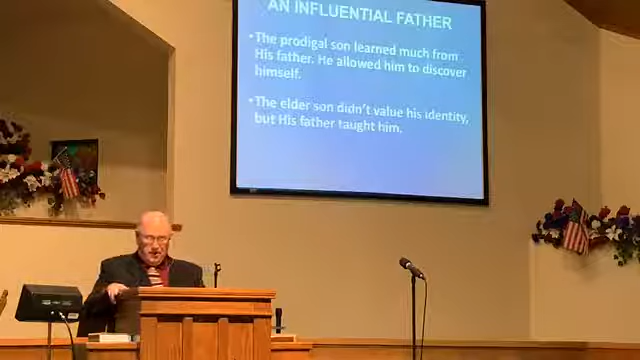 AN INFLUENTIAL FATHER
•The prodigal son learned much from
His father. He allowed him to discover
himself.
•The elder son didn't value his identity,
but His father taught him.